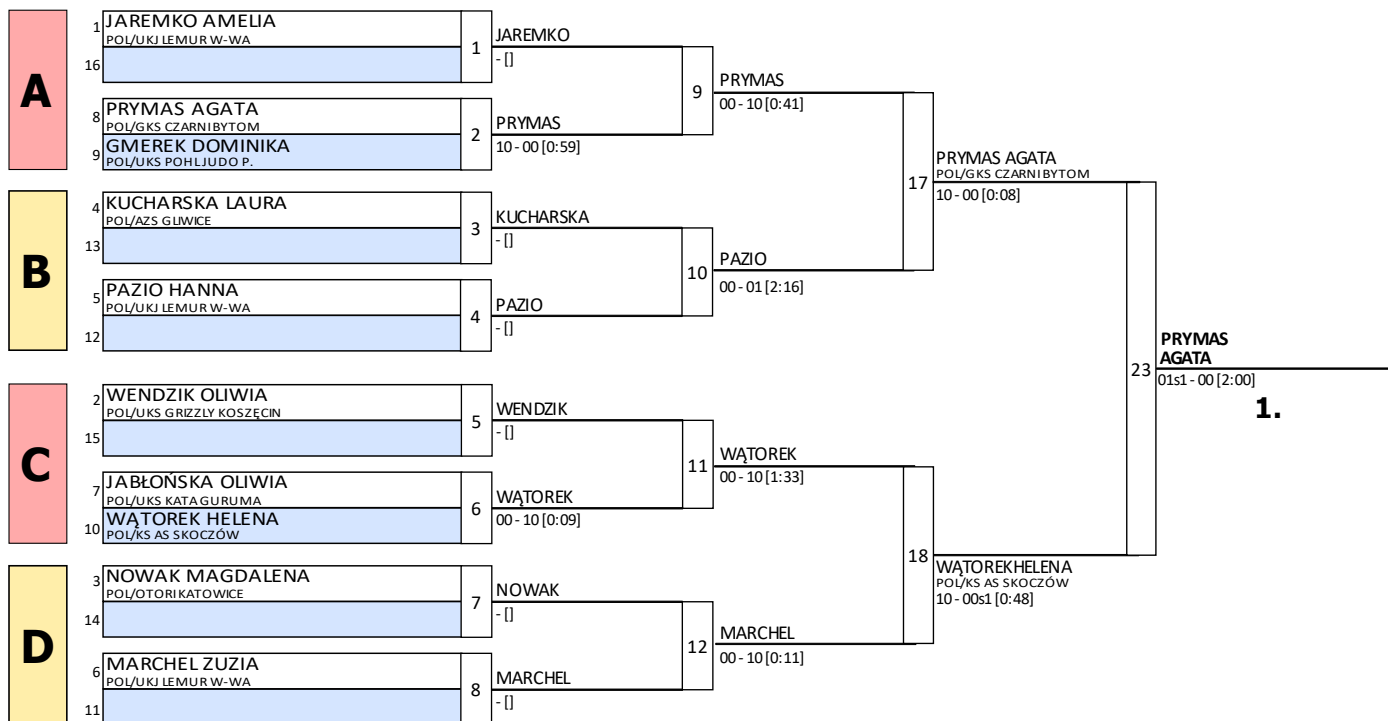 A
1 JAREMKO AMELIA
POL/UKJ LEMUR W-WA
16
1
JAREMKO
- []
8 PRYMAS AGATA
POL/GKS CZARNI BYTOM
9 GMEREK DOMINIKA
POL/UKS POHL JUDO P.
2
PRYMAS
10 - 00 [0:59]
9
PRYMAS
00 - 10 [0:41]
B
4 KUCHARSKA LAURA
POL/AZS GLIWICE
13
3
KUCHARSKA
- []
5 PAZIO HANNA
POL/UKJ LEMUR W-WA
12
4
PAZIO
- []
10
PAZIO
00 - 01 [2:16]
17
PRYMAS AGATA
POL/GKS CZARNI BYTOM
10 - 00 [0:08]
C
2 WENDZIK OLIWIA
POL/UKS GRIZZLY KOSZĘCIN
15
5
WENDZIK
- []
7 JABŁOŃSKA OLIWIA
POL/UKS KATA GURUMA
10 WĄTOREK HELENA
POL/KS AS SKOCZÓW
6
WĄTOREK
00 - 10 [0:09]
11
WĄTOREK
00 - 10 [1:33]
D
3 NOWAK MAGDALENA
POL/OTORI KATOWICE
14
7
NOWAK
- []
6 MARCHEL ZUZIA
POL/UKJ LEMUR W-WA
11
8
MARCHEL
- []
12
MARCHEL
00 - 10 [0:11]
18
WĄTOREK HELENA
POL/KS AS SKOCZÓW
10 - 00s1 [0:48]
23
PRYMAS
AGATA
01s1 - 00 [2:00]
1.